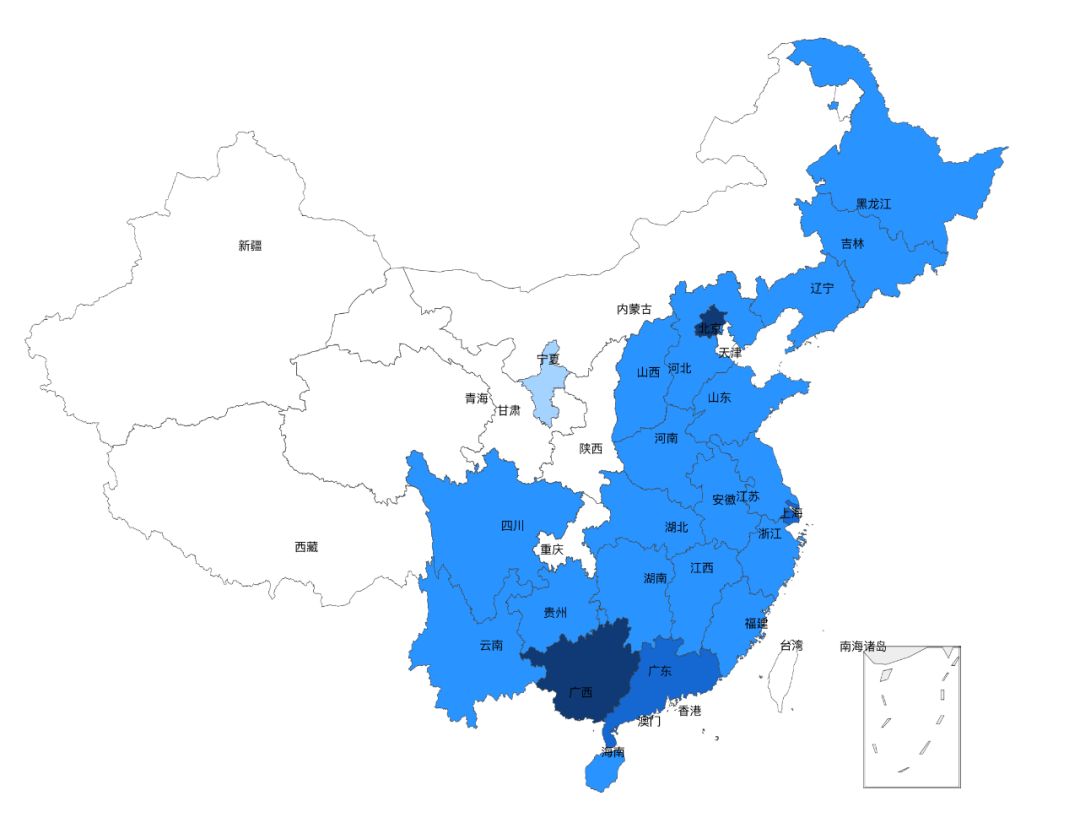 黑龙江
吉林
新疆
辽宁
内蒙古
北京
天津
宁夏
山西
河北
青海
甘肃
山东
河南
陕西
安徽
江苏
上海
四川
湖北
浙江
西藏
重庆
江西
湖南
贵州
福建
云南
台湾
南海诸岛
广东
广西
香港
澳门
海南